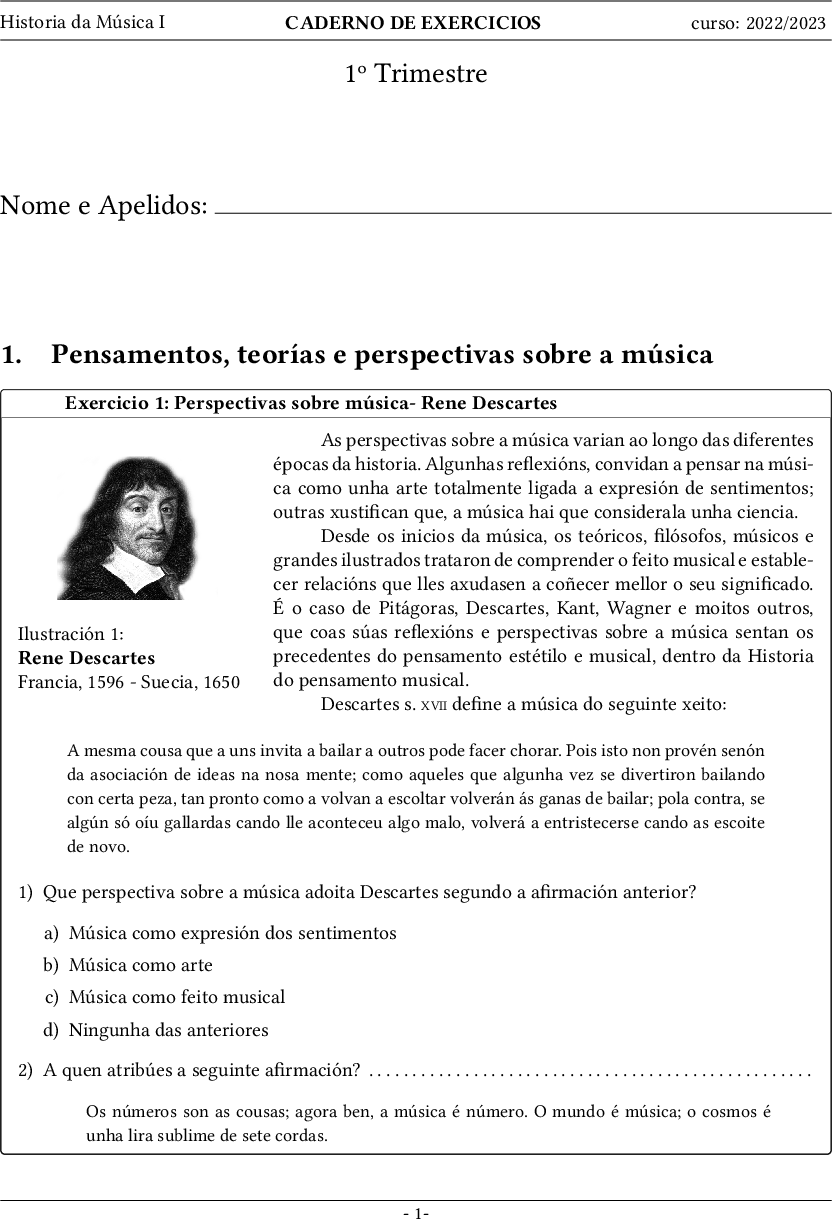 Historia da Música I CADERNO DE EXERCICIOS curso: 2022/2023
1º Trimestre
Nome e Apelidos:
1. Pensamentos, teorías e perspectivas sobre a música
Exercicio 1: Perspectivas sobre música- Rene Descartes
As perspectivas sobre a música varian ao longo das diferentes
épocas da historia. Algunhas reflexións, convidan a pensar na músi-
ca como unha arte totalmente ligada a expresión de sentimentos;
outras xustifican que, a música hai que considerala unha ciencia.
Desde os inicios da música, os teóricos, filósofos, músicos e
grandes ilustrados trataron de comprender o feito musical e estable-
cer relacións que lles axudasen a coñecer mellor o seu significado.
É o caso de Pitágoras, Descartes, Kant, Wagner e moitos outros,
que coas súas reflexións e perspectivas sobre a música sentan os
precedentes do pensamento estétilo e musical, dentro da Historia
do pensamento musical.
Descartes s. XVII define a música do seguinte xeito:
Ilustración 1:
Rene Descartes
Francia, 1596 - Suecia, 1650
A mesma cousa que a uns invita a bailar a outros pode facer chorar. Pois isto non provén senón
da asociación de ideas na nosa mente; como aqueles que algunha vez se divertiron bailando
con certa peza, tan pronto como a volvan a escoltar volverán ás ganas de bailar; pola contra, se
algún só oíu gallardas cando lle aconteceu algo malo, volverá a entristecerse cando as escoite
de novo.
1) Que perspectiva sobre a música adoita Descartes segundo a afirmación anterior?
a) Música como expresión dos sentimentos
b) Música como arte
c) Música como feito musical
d) Ningunha das anteriores
2) A quen atribúes a seguinte afirmación? . . . . . . . . . . . . . . . . . . . . . . . . . . . . . . . . . . . . . . . . . . . . . . . . . . .
Os números son as cousas; agora ben, a música é número. O mundo é música; o cosmos é
unha lira sublime de sete cordas.
- 1-